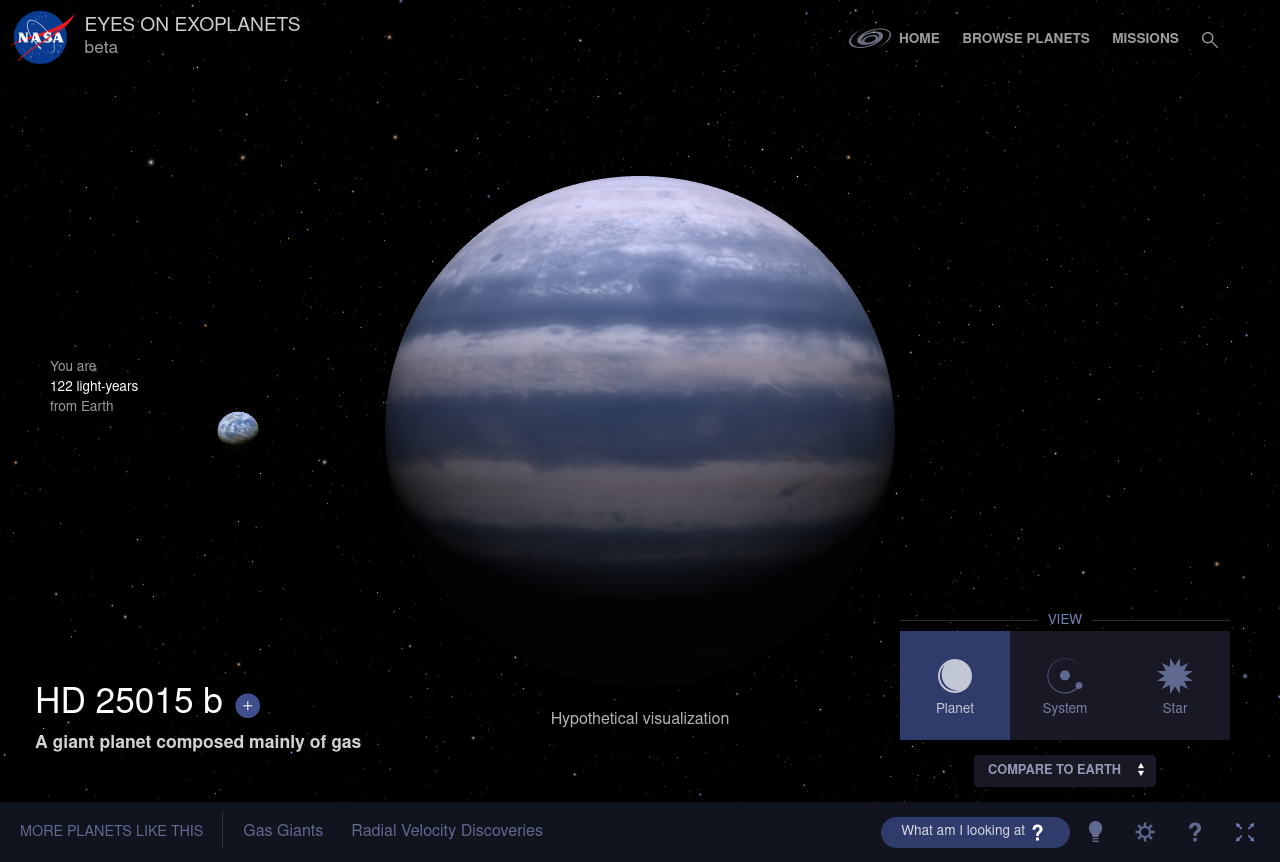 NASA
EYES ON EXOPLANETS
beta
HOME
BROWSE PLANETS
MISSIONS
You are
122 light-years
from Earth
HD 25015 b +
A giant planet composed mainly of gas
Hypothetical visualization
VIEW
Planet
System
Star
COMPARE TO EARTH
MORE PLANETS LIKE THIS
Gas Giants
Radial Velocity Discoveries
What am I looking at ?
?